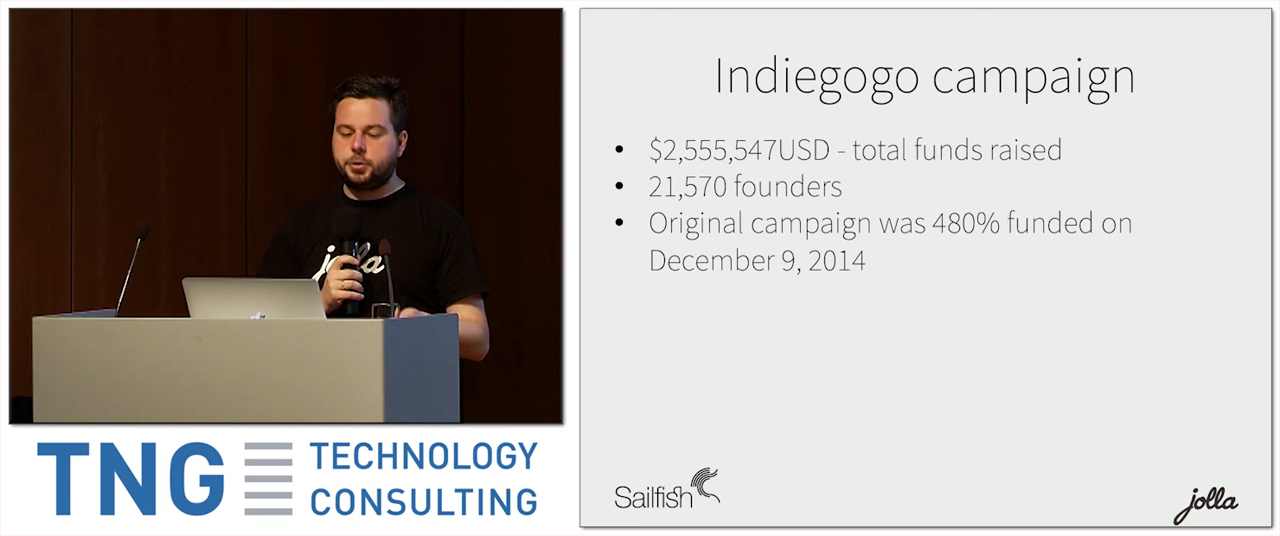 jolla
TNG TECHNOLOGY
CONSULTING
Indiegogo campaign
• $2,555,547USD - total funds raised
• 21,570 founders
• Original campaign was 480% funded on
December 9, 2014
Sailfish
jolla